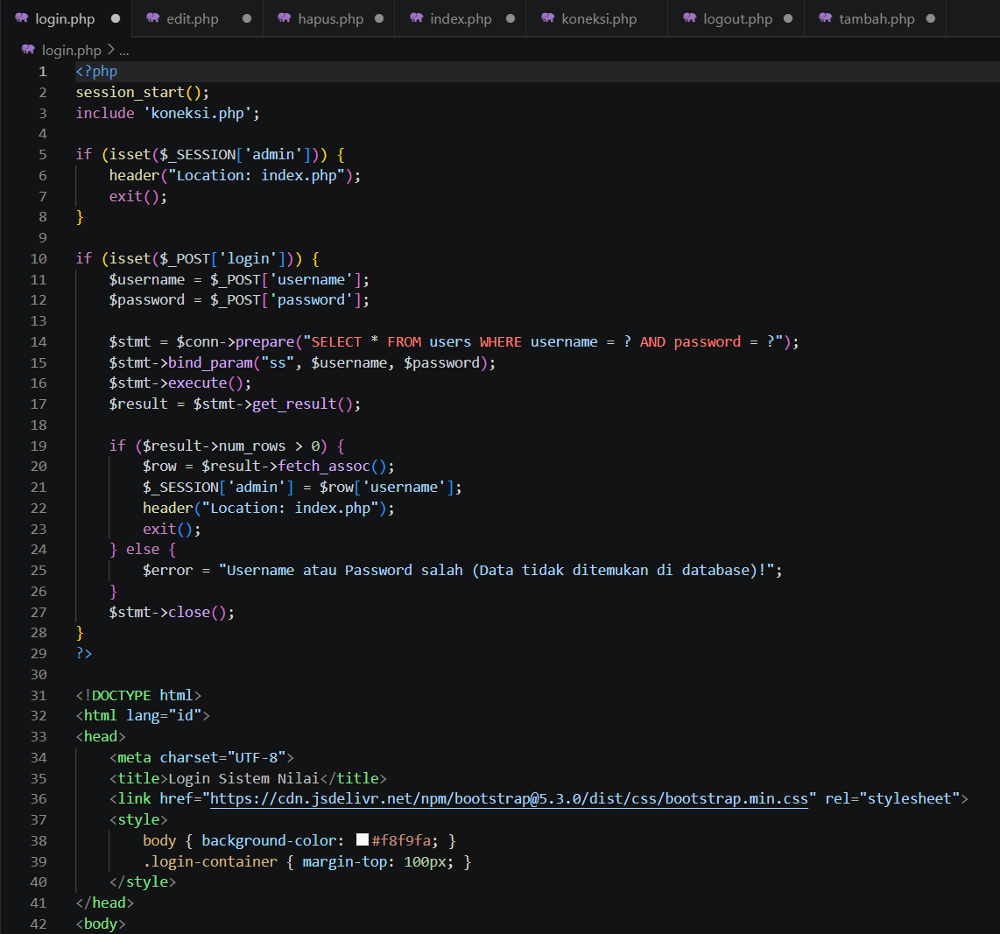 login.php edit.php hapus.php index.php koneksi.php logout.php tambah.php
login.php > ...
1 <?php
2 session_start();
3 include 'koneksi.php';
4
5 if (isset($_SESSION['admin'])) {
6 header("Location: index.php");
7 exit();
8 }
9
10 if (isset($_POST['login'])) {
11 $username = $_POST['username'];
12 $password = $_POST['password'];
13
14 $stmt = $conn->prepare("SELECT * FROM users WHERE username = ? AND password = ?");
15 $stmt->bind_param("ss", $username, $password);
16 $stmt->execute();
17 $result = $stmt->get_result();
18
19 if ($result->num_rows > 0) {
20 $row = $result->fetch_assoc();
21 $_SESSION['admin'] = $row['username'];
22 header("Location: index.php");
23 exit();
24 } else {
25 $error = "Username atau Password salah (Data tidak ditemukan di database)!";
26 }
27 $stmt->close();
28 }
29 ?>
30
31 <!DOCTYPE html>
32 <html lang="id">
33 <head>
34 <meta charset="UTF-8">
35 <title>Login Sistem Nilai</title>
36 <link href="https://cdn.jsdelivr.net/npm/bootstrap@5.3.0/dist/css/bootstrap.min.css" rel="stylesheet">
37 <style>
38 body { background-color: #f8f9fa; }
39 .login-container { margin-top: 100px; }
40 </style>
41 </head>
42 <body>